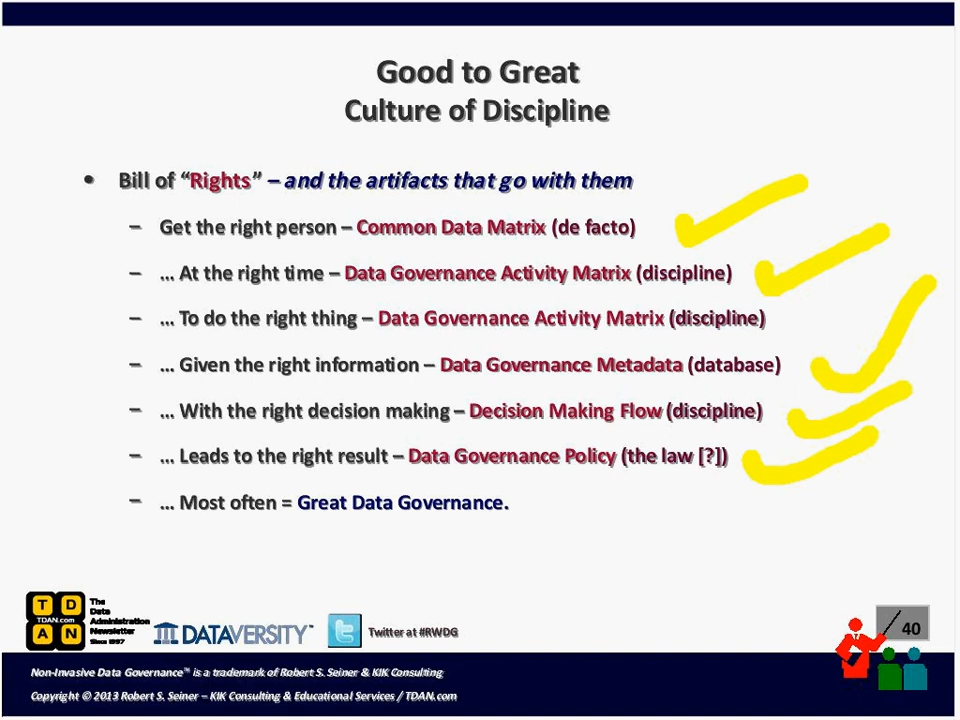 Good to Great
Culture of Discipline
• Bill of “Rights” – and the artifacts that go with them
– Get the right person – Common Data Matrix (de facto)
– ... At the right time – Data Governance Activity Matrix (discipline)
– ... To do the right thing – Data Governance Activity Matrix (discipline)
– ... Given the right information – Data Governance Metadata (database)
– ... With the right decision making – Decision Making Flow (discipline)
– ... Leads to the right result – Data Governance Policy (the law [?])
– ... Most often = Great Data Governance.
T D
TDAN.com
A N
The
Data
Administration
Newsletter
Since 1997
DATAVERSITY™
Twitter at #RWDG
40
Non-Invasive Data Governance™ is a trademark of Robert S. Seiner & KIK Consulting
Copyright © 2013 Robert S. Seiner – KIK Consulting & Educational Services / TDAN.com